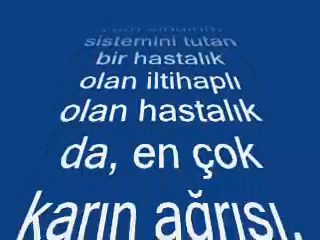 sistemini tutan
bir hastalık
olan iltihaplı
olan hastalık
da, en çok
karın ağrısı,